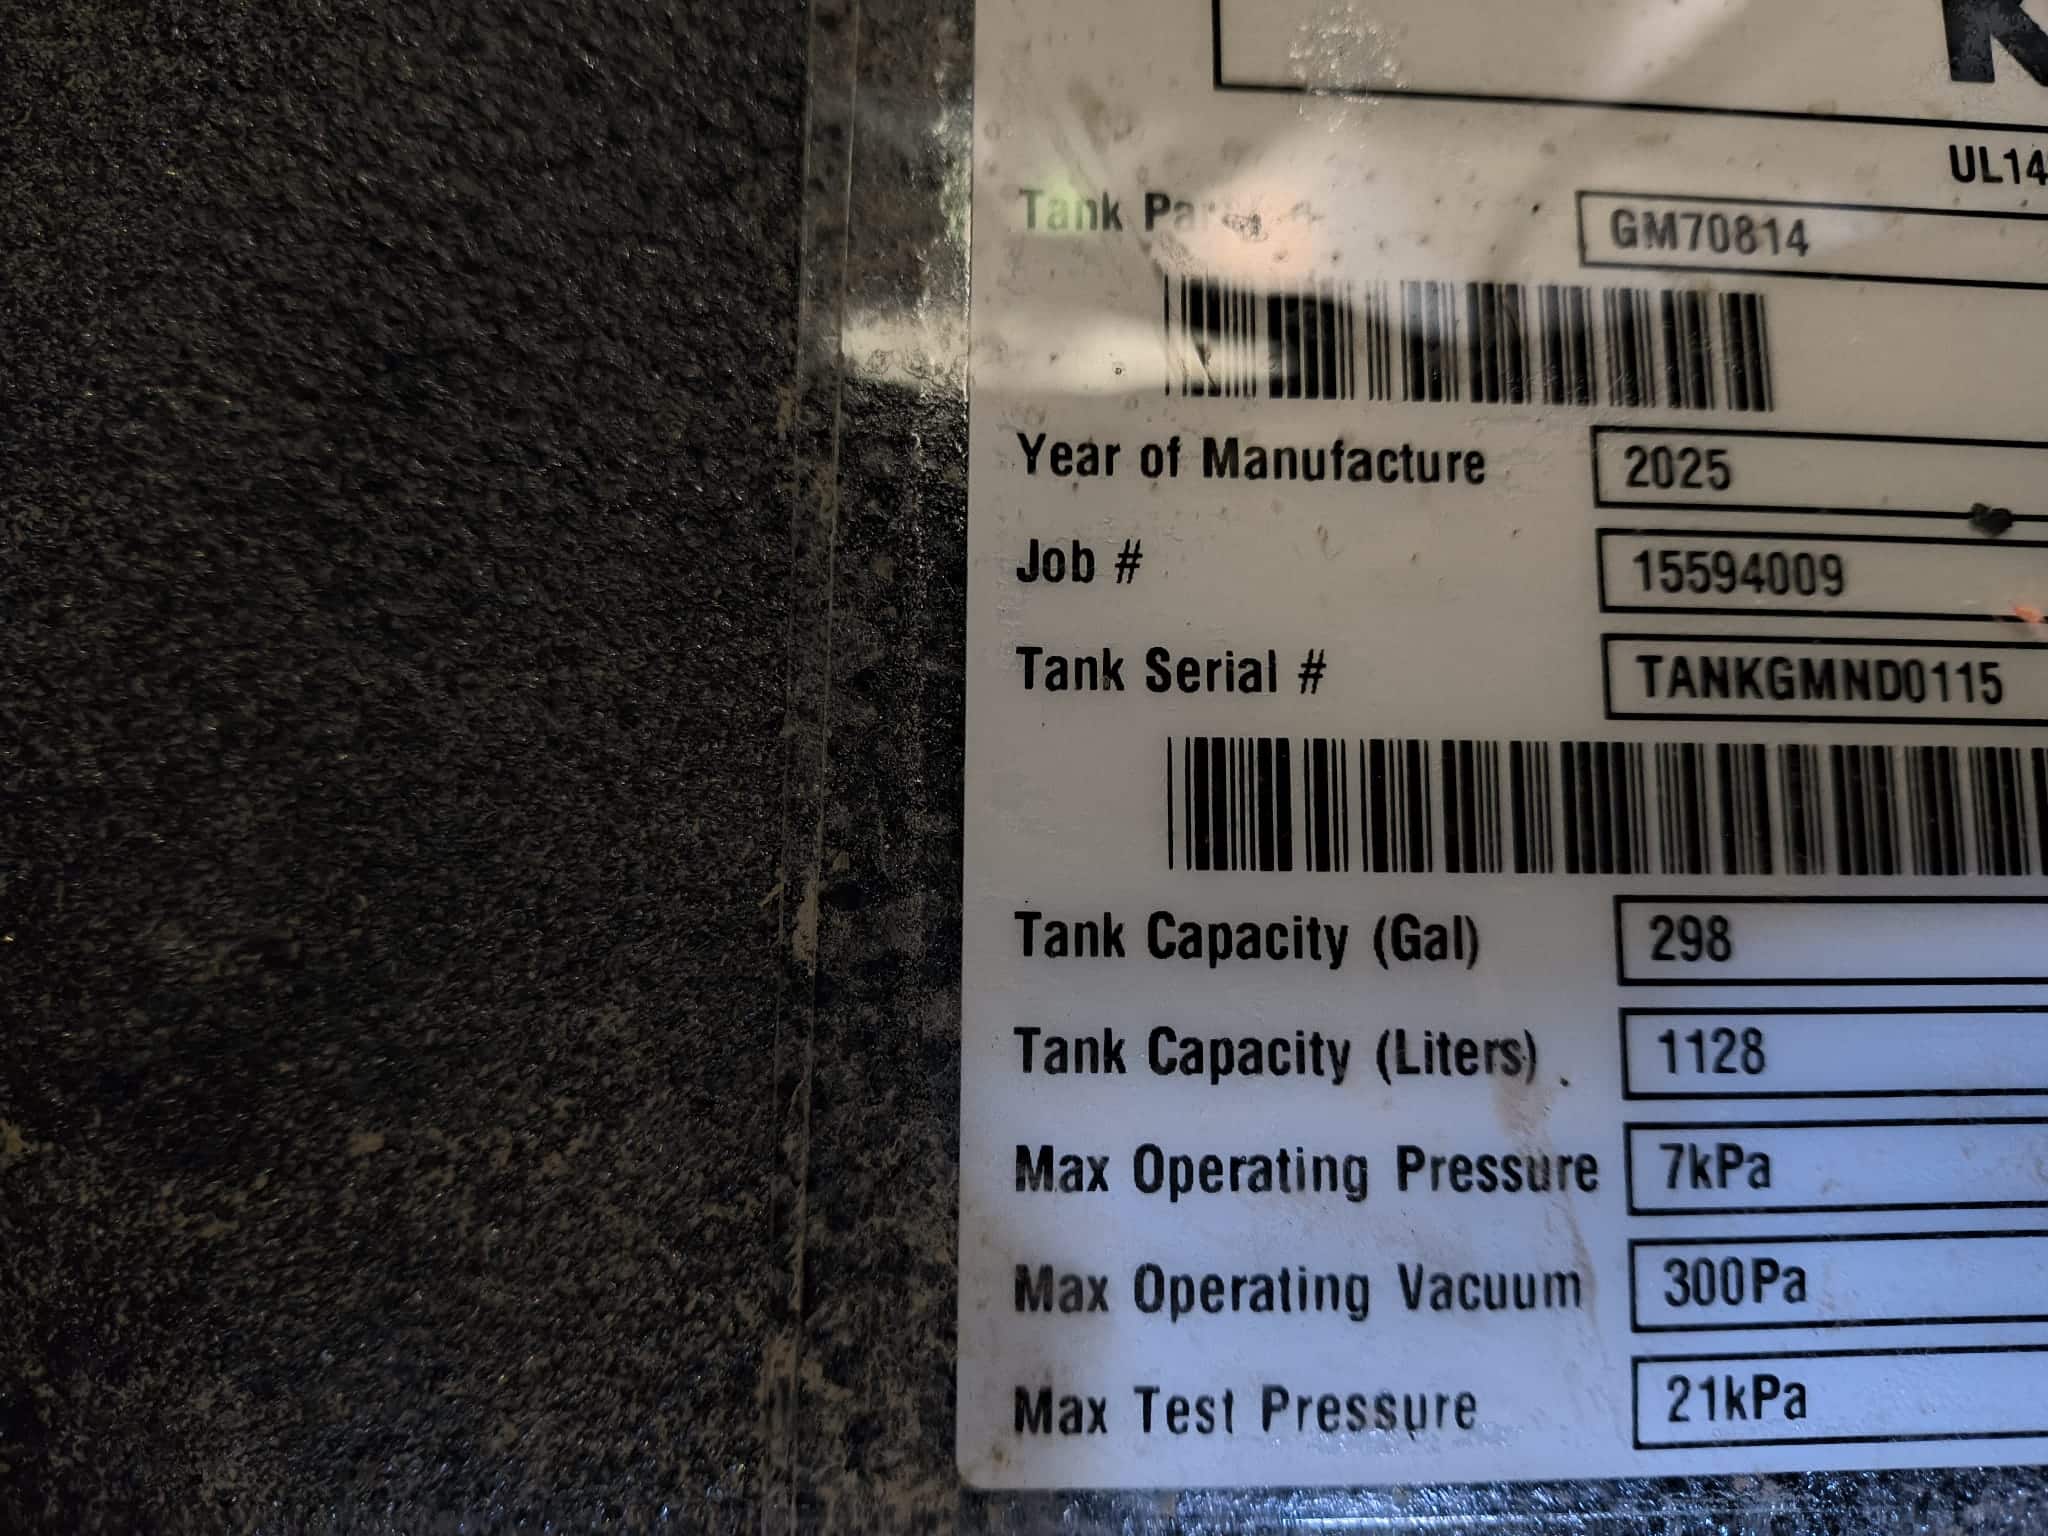 K
UL14
Tank Part # GM70814
Year of Manufacture 2025
Job # 15594009
Tank Serial # TANKGMND0115
Tank Capacity (Gal) 298
Tank Capacity (Liters) 1128
Max Operating Pressure 7kPa
Max Operating Vacuum 300Pa
Max Test Pressure 21kPa